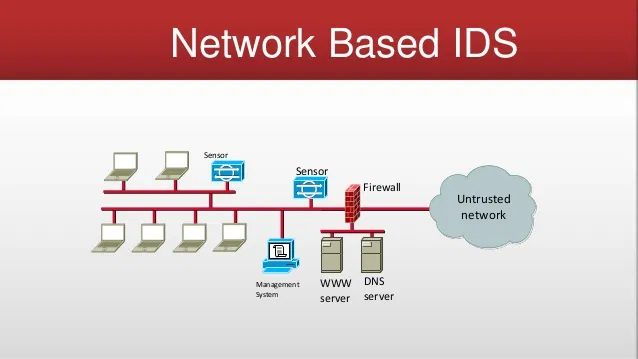 Network Based IDS
Sensor
Sensor
Firewall
Untrusted
network
Management
System
WWW
server
DNS
server